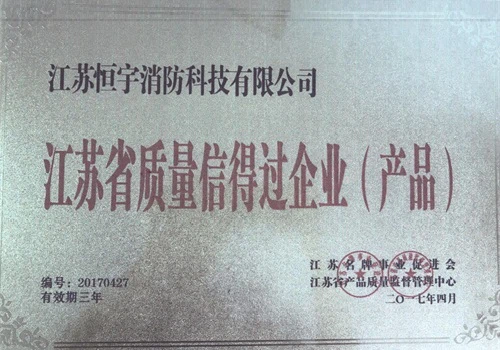 江苏恒宇消防科技有限公司
江苏省质量信得过企业（产品）
江苏名牌事业促进会
编号：20170427
江苏省产品质量监督管理中心
有效期三年
二〇一七年四月